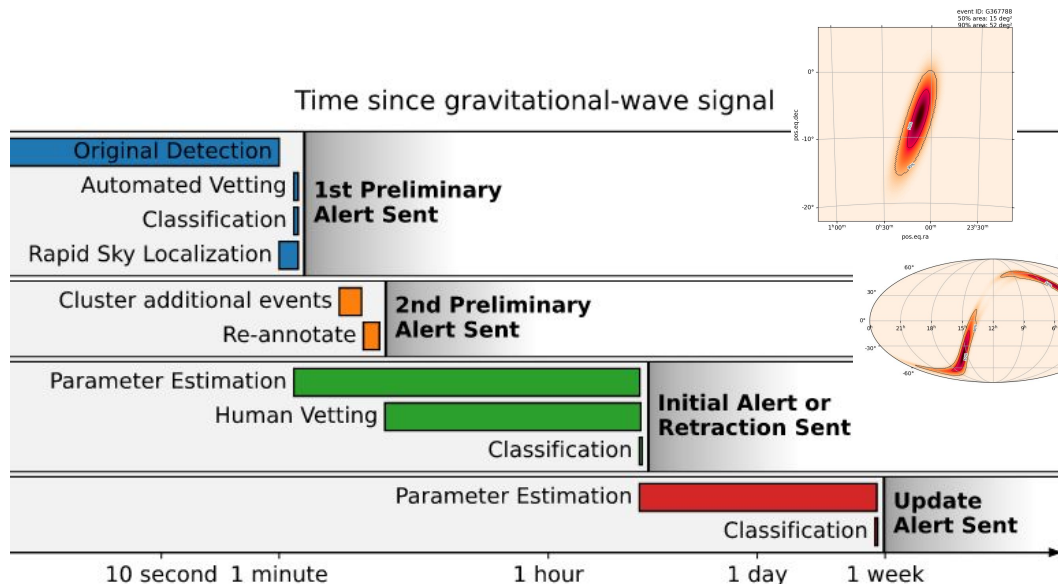 event ID: G367788
50% area: 15 deg²
90% area: 52 deg²
Time since gravitational-wave signal
Original Detection
Automated Vetting
Classification
Rapid Sky Localization
1st Preliminary
Alert Sent
Cluster additional events
Re-annotate
2nd Preliminary
Alert Sent
Parameter Estimation
Human Vetting
Classification
Initial Alert or
Retraction Sent
Parameter Estimation
Classification
Update
Alert Sent
10 second 1 minute 1 hour 1 day 1 week
0°
-10°
-20°
pos.eq.dec
1ʰ00ᵐ 0ʰ30ᵐ 00ᵐ 23ʰ30ᵐ
pos.eq.ra
60°
30°
0°
-30°
-60°
0ʰ 21ʰ 18ʰ 15ʰ 12ʰ 9ʰ 6ʰ